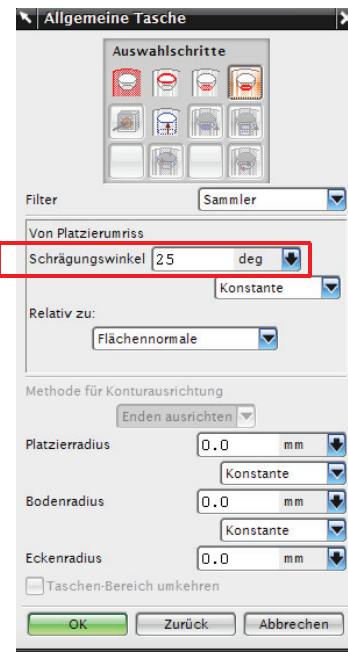 Allgemeine Tasche
Auswahlschritte
Filter Sammler
Von Platzierumriss
Schrägungswinkel 25 deg
Konstante
Relativ zu:
Flächennormale
Methode für Konturausrichtung
Enden ausrichten
Platzierradius 0.0 mm
Konstante
Bodenradius 0.0 mm
Konstante
Eckenradius 0.0 mm
Taschen-Bereich umkehren
OK Zurück Abbrechen